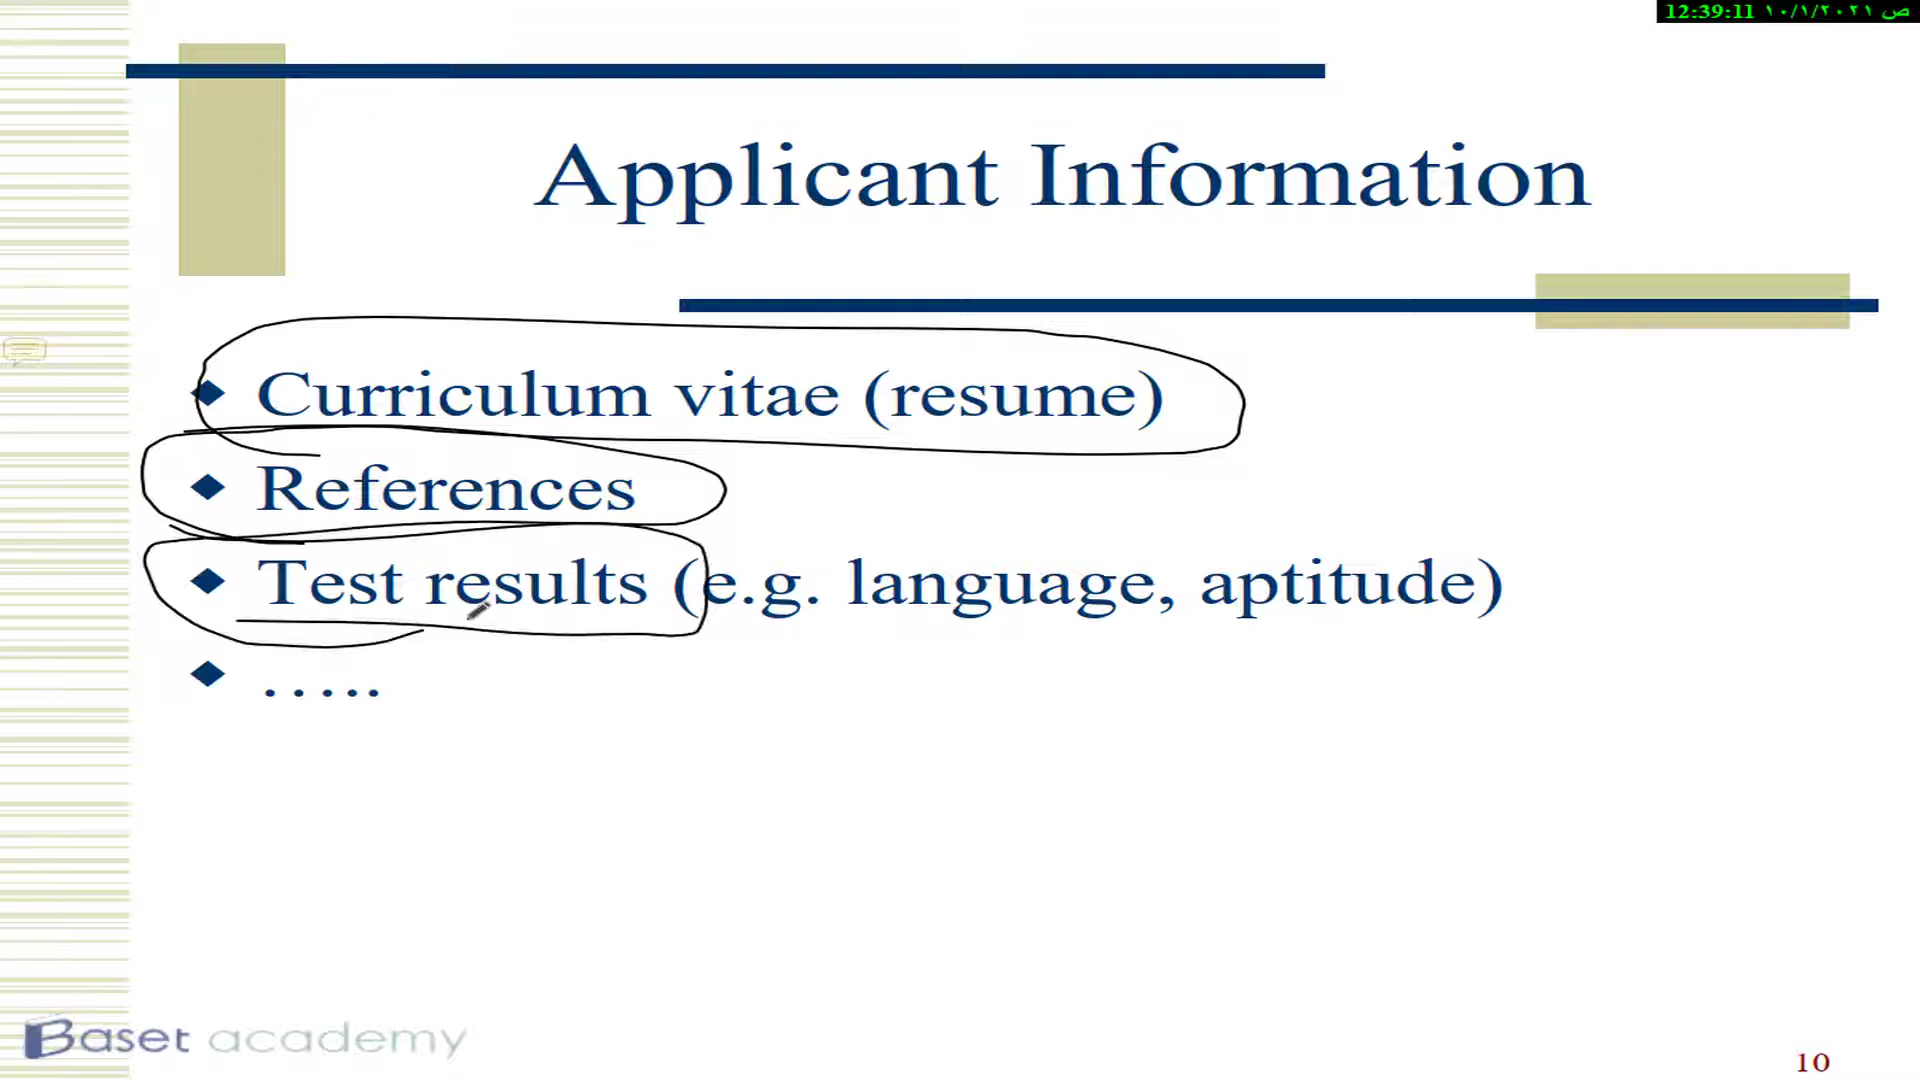 12:39:11 ص ١٠/١/٢٠٢١
Applicant Information
Curriculum vitae (resume)
References
Test results (e.g. language, aptitude)
.....
Baset academy
10